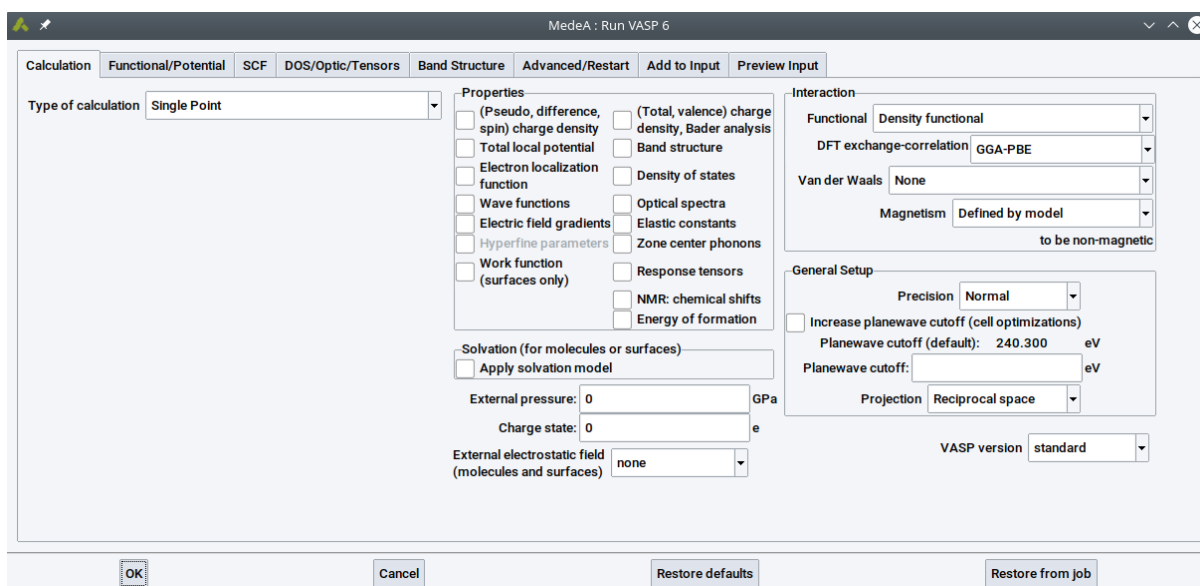 MedeA : Run VASP 6
Calculation Functional/Potential SCF DOS/Optic/Tensors Band Structure Advanced/Restart Add to Input Preview Input
Type of calculation Single Point
Properties
(Pseudo, difference,
spin) charge density
(Total, valence) charge
density, Bader analysis
Total local potential
Band structure
Electron localization
function
Density of states
Wave functions
Optical spectra
Electric field gradients
Elastic constants
Hyperfine parameters
Zone center phonons
Work function
(surfaces only)
Response tensors
NMR: chemical shifts
Energy of formation
Solvation (for molecules or surfaces)
Apply solvation model
External pressure: 0 GPa
Charge state: 0 e
External electrostatic field
(molecules and surfaces)
none
Interaction
Functional Density functional
DFT exchange-correlation GGA-PBE
Van der Waals None
Magnetism Defined by model
to be non-magnetic
General Setup
Precision Normal
Increase planewave cutoff (cell optimizations)
Planewave cutoff (default): 240.300 eV
Planewave cutoff: eV
Projection Reciprocal space
VASP version standard
OK Cancel Restore defaults Restore from job